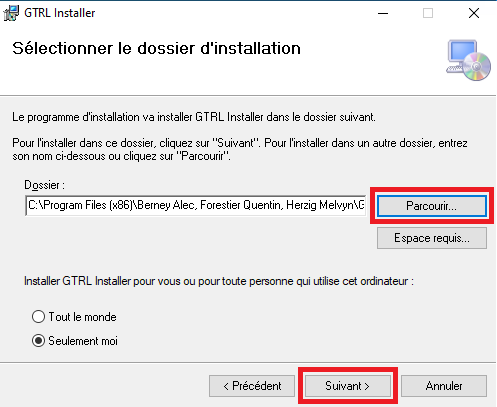 GTRL Installer
Sélectionner le dossier d'installation
Le programme d'installation va installer GTRL Installer dans le dossier suivant.
Pour l'installer dans ce dossier, cliquez sur "Suivant". Pour l'installer dans un autre dossier, entrez
son nom ci-dessous ou cliquez sur "Parcourir".
Dossier :
C:\Program Files (x86)\Berney Alec, Forestier Quentin, Herzig Melvyn\G
Parcourir...
Espace requis...
Installer GTRL Installer pour vous ou pour toute personne qui utilise cet ordinateur :
Tout le monde
Seulement moi
< Précédent
Suivant >
Annuler